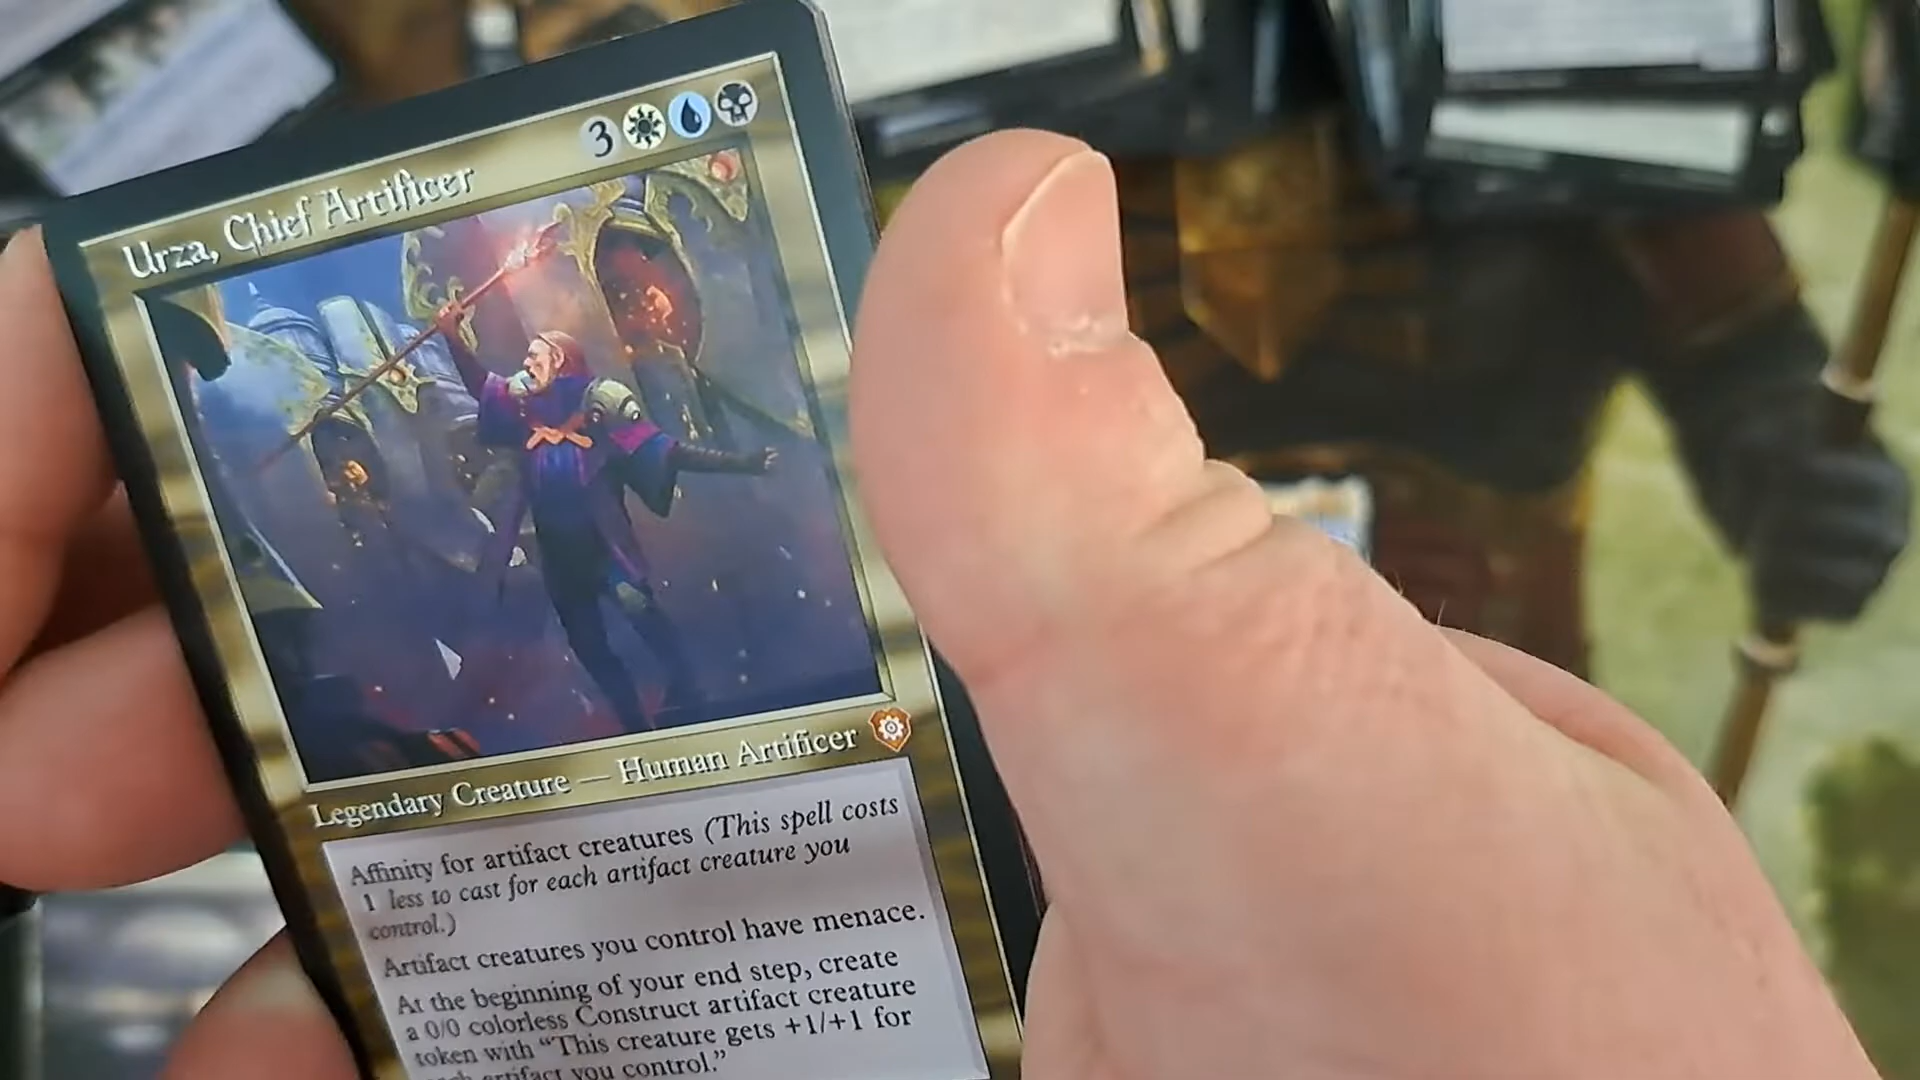 Urza, Chief Artificer
3
Legendary Creature — Human Artificer
Affinity for artifact creatures (This spell costs
1 less to cast for each artifact creature you
control.)
Artifact creatures you control have menace.
At the beginning of your end step, create
a 0/0 colorless Construct artifact creature
token with “This creature gets +1/+1 for
artifact you control.”